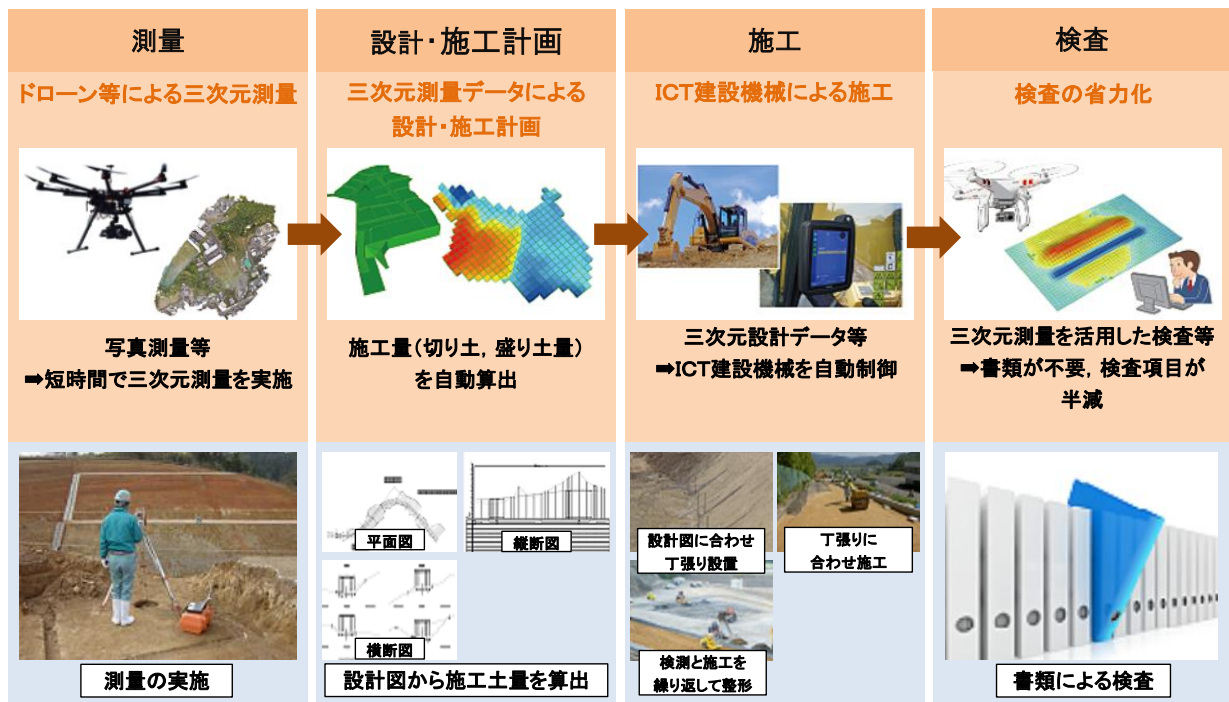 測量
ドローン等による三次元測量
写真測量等
➡短時間で三次元測量を実施
測量の実施
設計・施工計画
三次元測量データによる
設計・施工計画
施工量(切り土，盛り土量)
を自動算出
平面図
縦断図
横断図
設計図から施工土量を算出
施工
ICT建設機械による施工
三次元設計データ等
➡ICT建設機械を自動制御
設計図に合わせ
丁張り設置
丁張りに
合わせ施工
検測と施工を
繰り返して整形
検査
検査の省力化
三次元測量を活用した検査等
➡書類が不要，検査項目が
半減
書類による検査